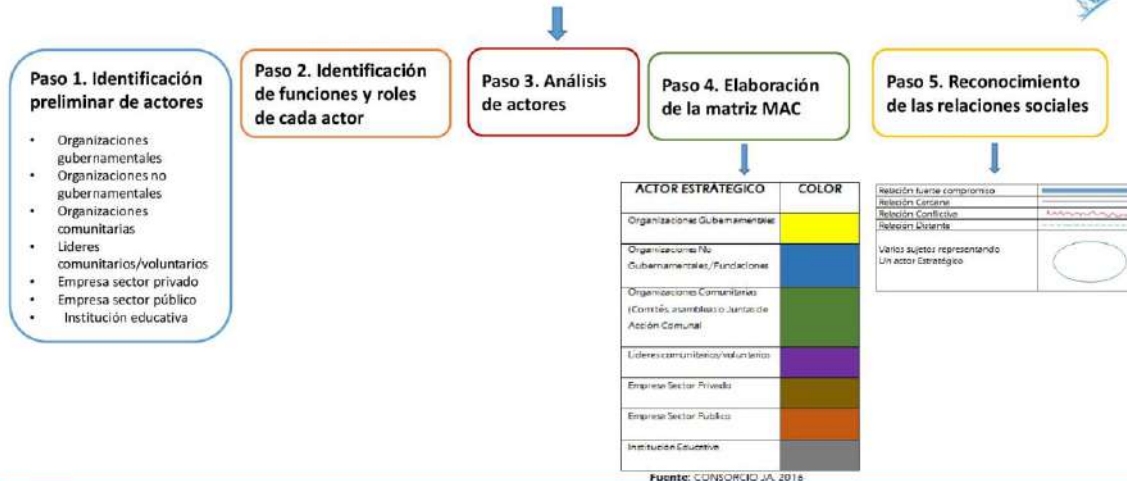 Paso 1. Identificación
preliminar de actores
• Organizaciones
gubernamentales
• Organizaciones no
gubernamentales
• Organizaciones
comunitarias
• Lideres
comunitarios/voluntarios
• Empresa sector privado
• Empresa sector público
• Institución educativa
Paso 2. Identificación
de funciones y roles
de cada actor
Paso 3. Análisis
de actores
Paso 4. Elaboración
de la matriz MAC
Paso 5. Reconocimiento
de las relaciones sociales
ACTOR ESTRATEGICO COLOR
Organizaciones Gubernamentales
Organizaciones No
Gubernamentales/Fundaciones
Organizaciones Comunitarias
(Comités, asambleas o Juntas de
Acción Comunal
Lideres comunitarios/voluntarios
Empresa Sector Privado
Empresa Sector Publico
Institución Educativa
Fuente: CONSORCIO JA, 2016
Relación fuerte compromiso
Relación Cercana
Relación Conflictiva
Relación Distante
Varios sujetos representando
Un actor Estratégico